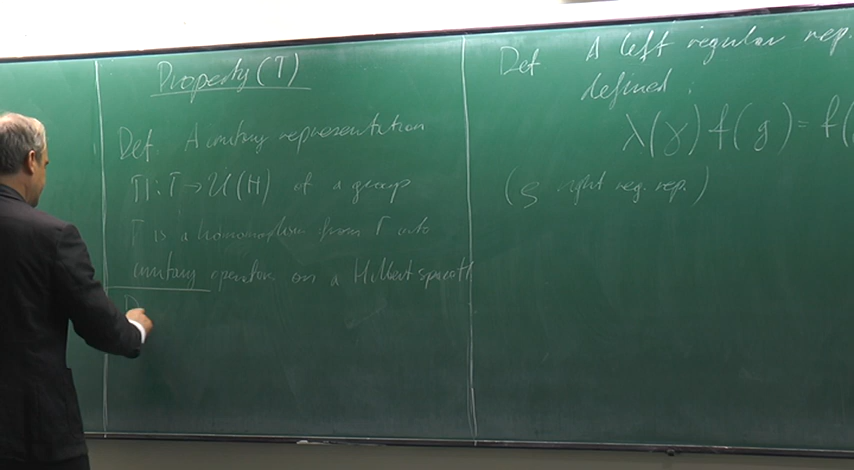 Property (T)
Def. A unitary representation
π: Γ → U(H) of a group
Γ is a homomorphism from Γ into
unitary operators on a Hilbert space H
Def A left regular rep.
defined:
λ(γ) f(g) = f(
(ρ right reg. rep.)